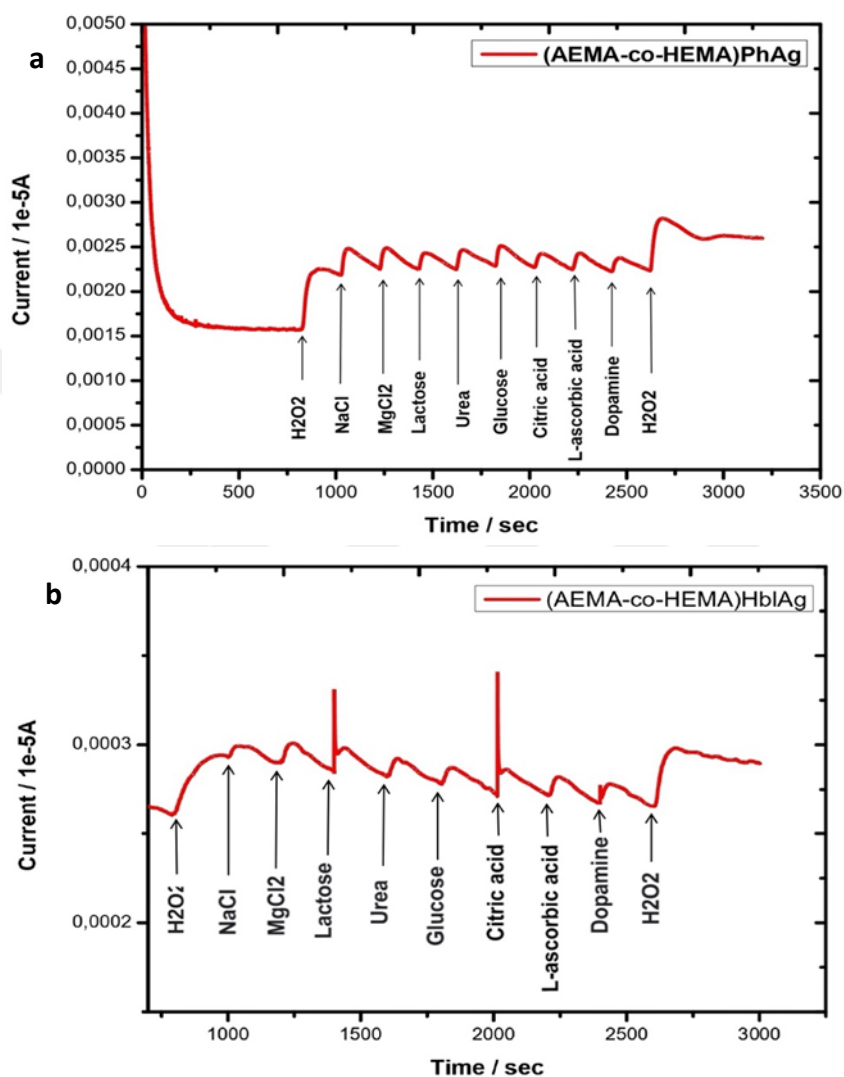 a
(AEMA-co-HEMA)PhAg
0,0050
0,0045
0,0040
0,0035
0,0030
0,0025
0,0020
0,0015
0,0010
0,0005
0,0000
Current / 1e-5A
H2O2
NaCl
MgCl2
Lactose
Urea
Glucose
Citric acid
L-ascorbic acid
Dopamine
H2O2
0 500 1000 1500 2000 2500 3000 3500
Time / sec
b
(AEMA-co-HEMA)HblAg
0,0004
0,0003
0,0002
Current / 1e-5A
H2O2
NaCl
MgCl2
Lactose
Urea
Glucose
Citric acid
L-ascorbic acid
Dopamine
H2O2
1000 1500 2000 2500 3000
Time / sec